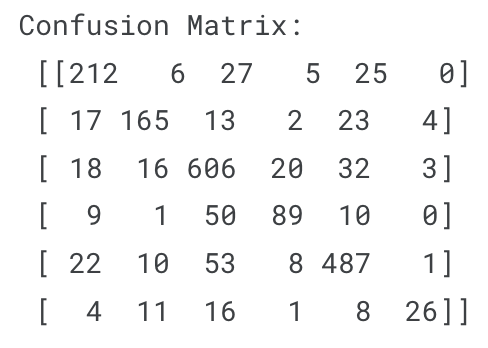 Confusion Matrix:
[[212   6  27   5  25   0]
[ 17 165  13   2  23   4]
[ 18  16 606  20  32   3]
[  9   1  50  89  10   0]
[ 22  10  53   8 487   1]
[  4  11  16   1   8  26]]